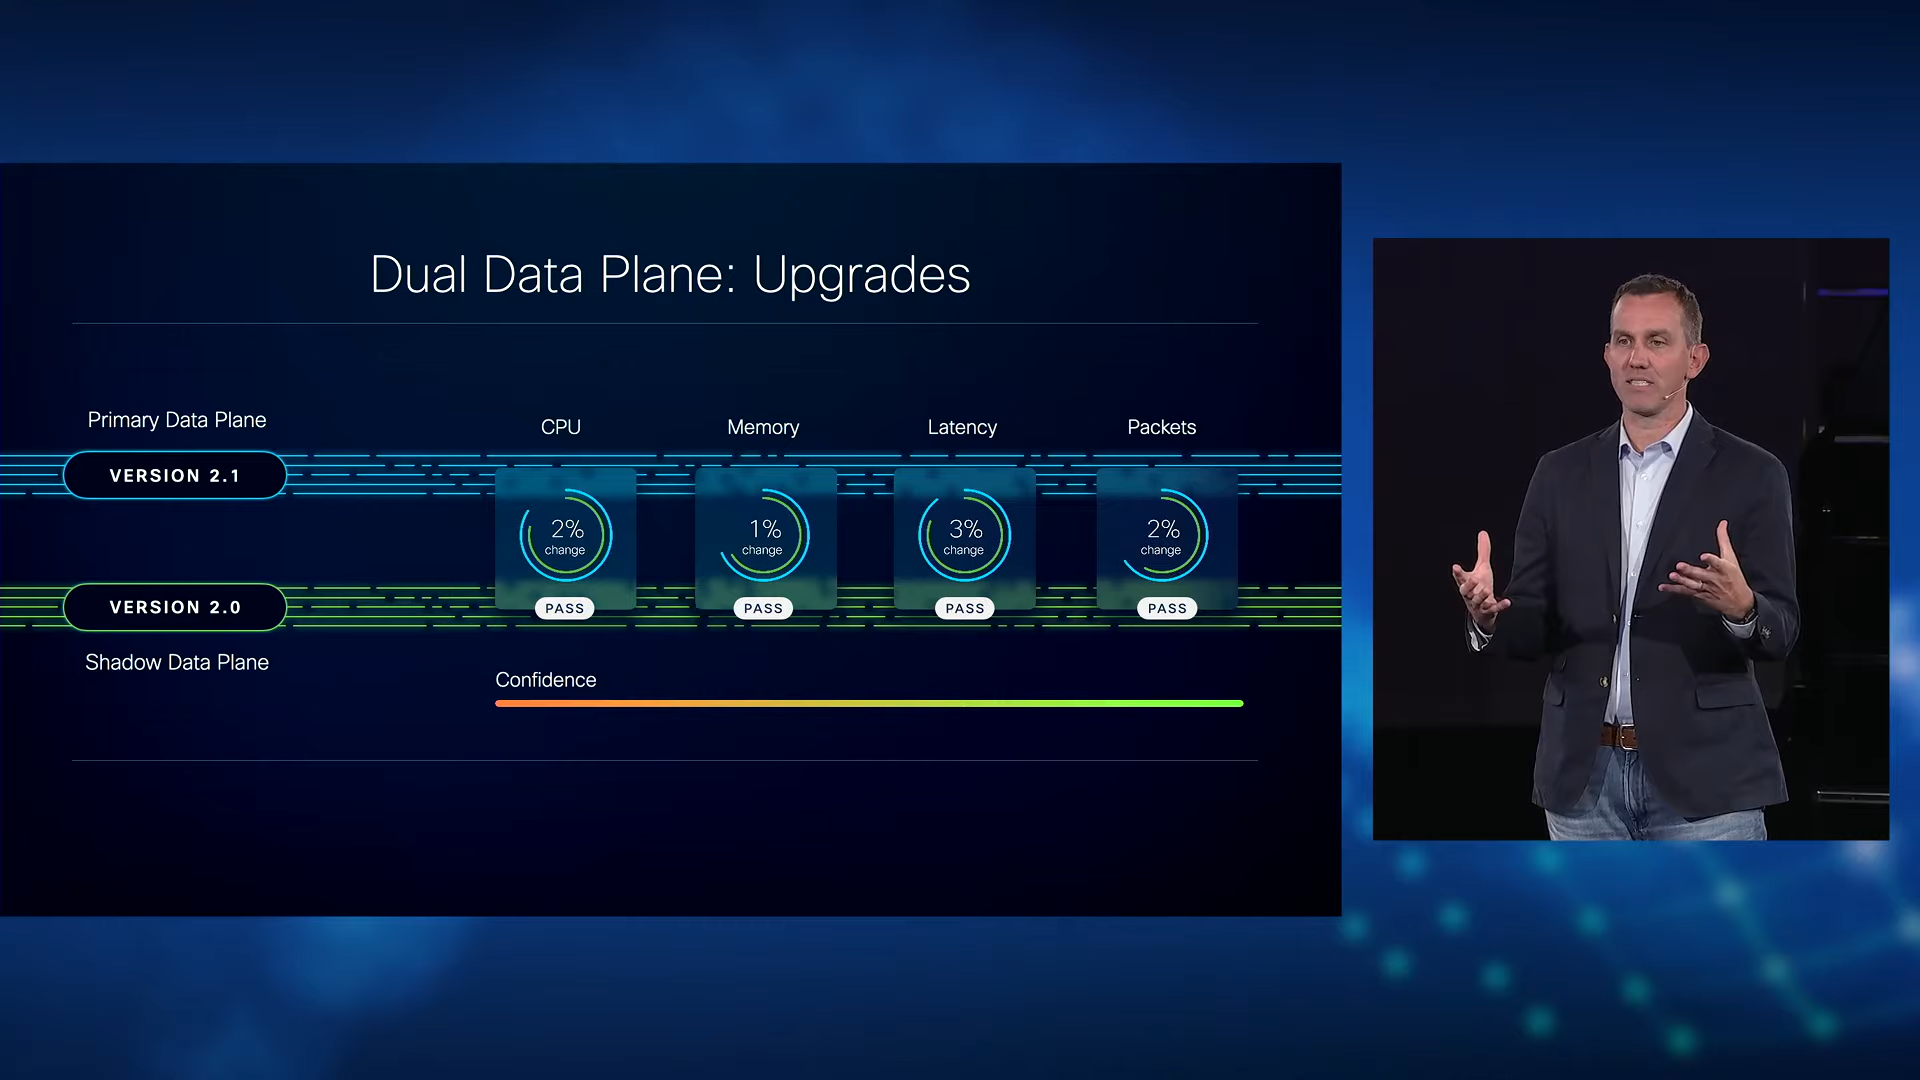 Dual Data Plane: Upgrades
Primary Data Plane
CPU
Memory
Latency
Packets
VERSION 2.1
2%
change
1%
change
3%
change
2%
change
VERSION 2.0
PASS
PASS
PASS
PASS
Shadow Data Plane
Confidence